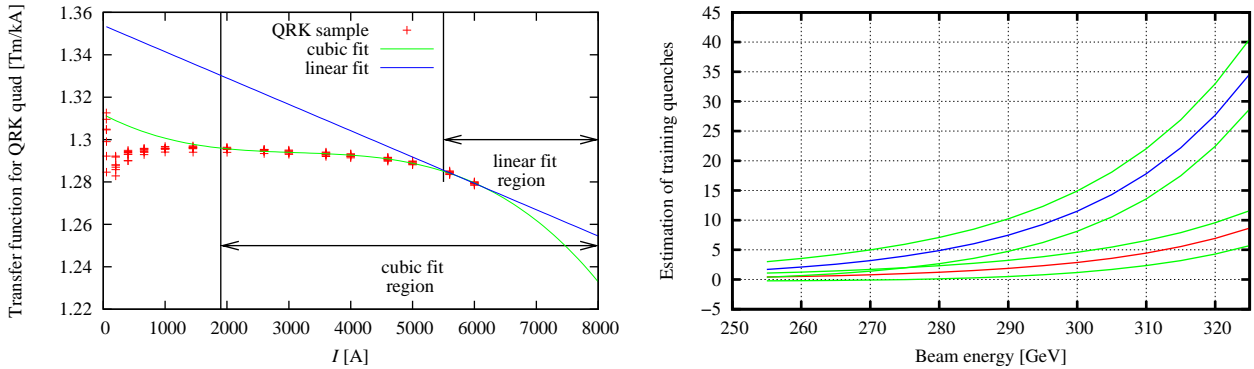 Transfer function for QRK quad [Tm/kA]
1.36
1.34
1.32
1.3
1.28
1.26
1.24
1.22
QRK sample
cubic fit
linear fit
linear fit
region
cubic fit
region
0 1000 2000 3000 4000 5000 6000 7000 8000
I [A]
Estimation of training quenches
45
40
35
30
25
20
15
10
5
0
−5
250 260 270 280 290 300 310 320
Beam energy [GeV]